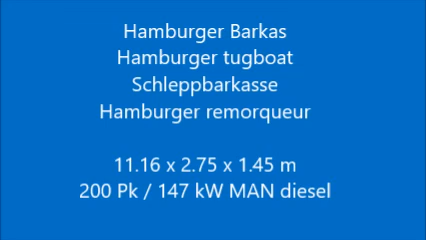 Hamburger Barkas
Hamburger tugboat
Schleppbarkasse
Hamburger remorqueur
11.16 x 2.75 x 1.45 m
200 Pk / 147 kW MAN diesel